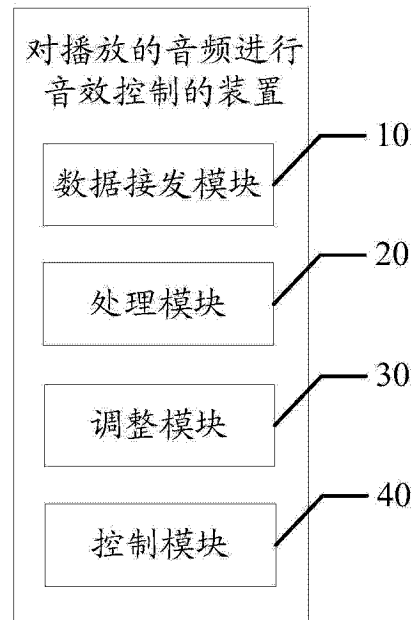 对播放的音频进行
音效控制的装置
10
数据接发模块
20
处理模块
30
调整模块
40
控制模块